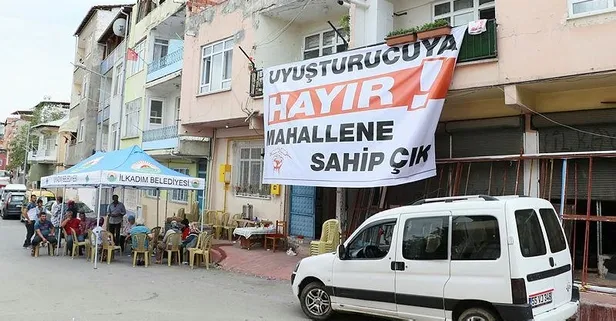 UYUŞTURUCUYA
HAYIR!
MAHALLENE
SAHİP ÇIK
İLKADIM BELEDİYESİ